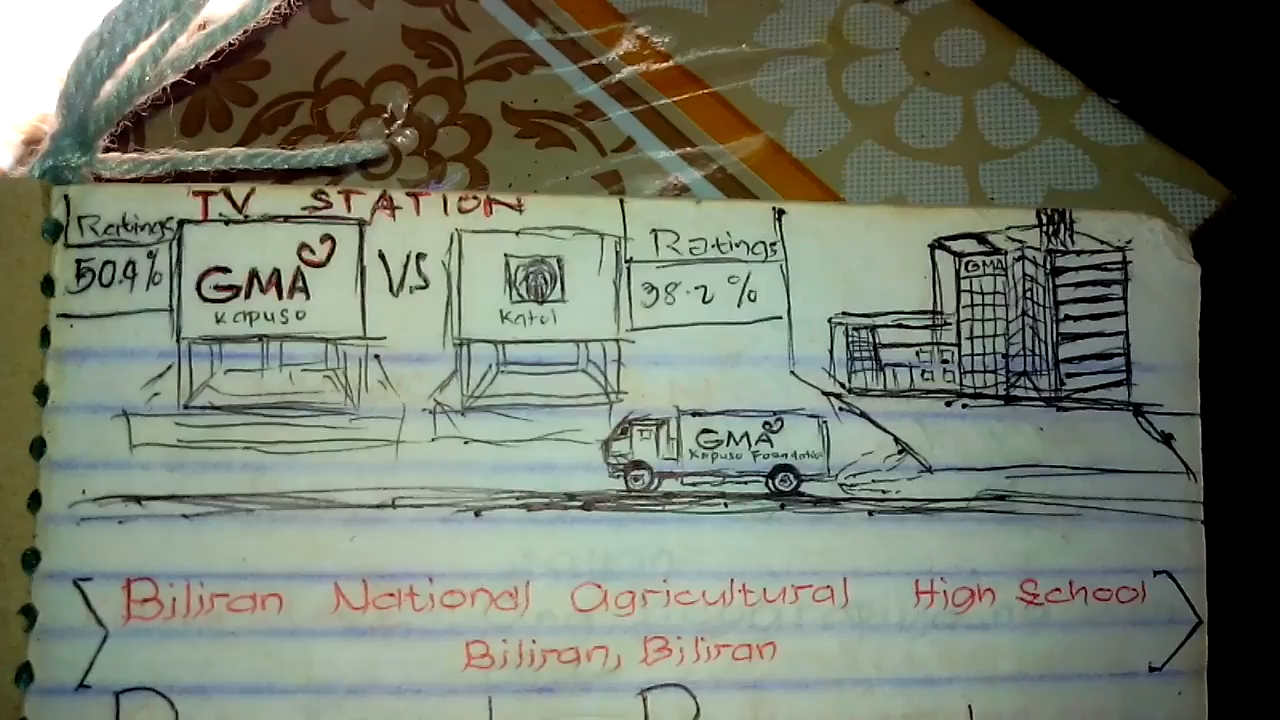 TV STATION
Ratings
50.4%
GMA
Kapuso
VS
Katol
Ratings
38.2 %
GMA
GMA
Kapuso Foundation
Biliran National Agricultural High School
Biliran, Biliran